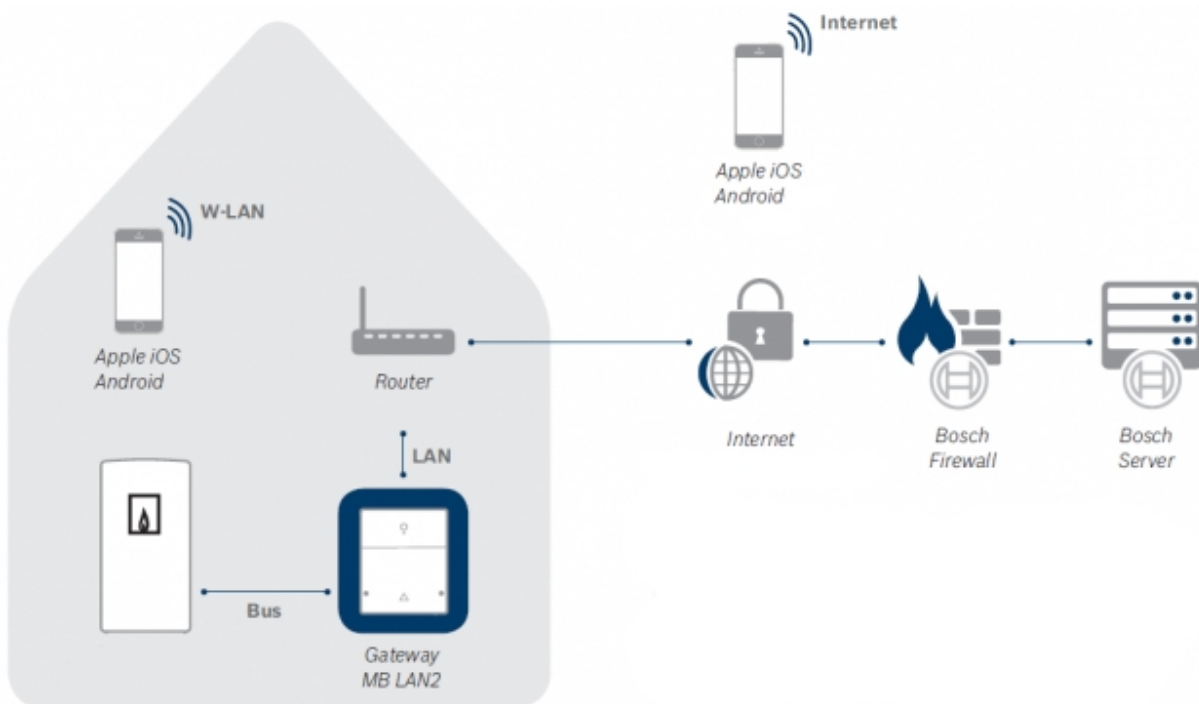 Internet
Apple iOS
Android
W-LAN
Apple iOS
Android
Router
LAN
Internet
Bosch
Firewall
Bosch
Server
Bus
Gateway
MB LAN2